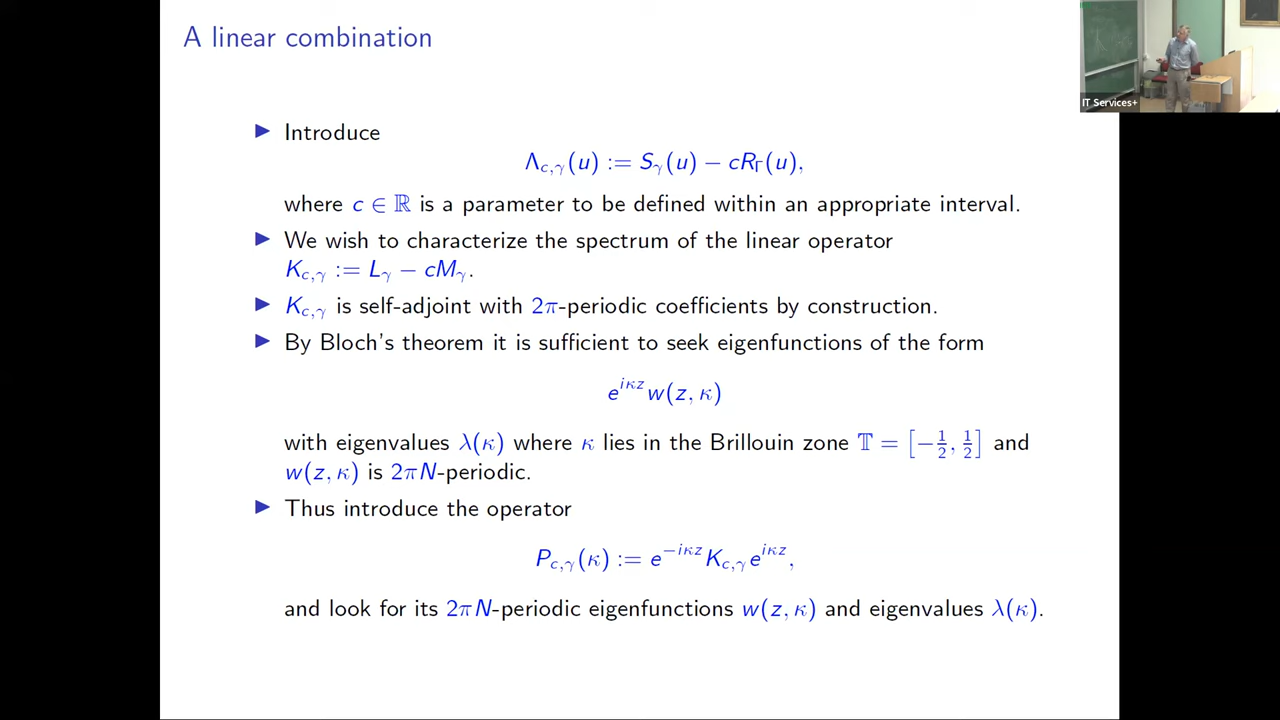 A linear combination
▶ Introduce
Λ_{c,γ}(u) := S_γ(u) − cR_Γ(u),
where c ∈ ℝ is a parameter to be defined within an appropriate interval.
▶ We wish to characterize the spectrum of the linear operator
K_{c,γ} := L_γ − cM_γ.
▶ K_{c,γ} is self-adjoint with 2π-periodic coefficients by construction.
▶ By Bloch's theorem it is sufficient to seek eigenfunctions of the form
e^{iκz}w(z, κ)
with eigenvalues λ(κ) where κ lies in the Brillouin zone 𝕋 = [−1/2, 1/2] and
w(z, κ) is 2πN-periodic.
▶ Thus introduce the operator
P_{c,γ}(κ) := e^{−iκz}K_{c,γ}e^{iκz},
and look for its 2πN-periodic eigenfunctions w(z, κ) and eigenvalues λ(κ).
IT Services+